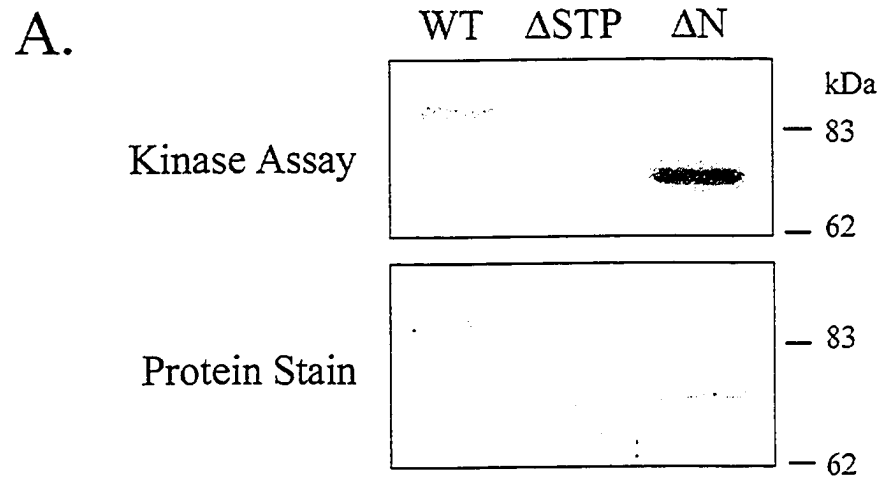 A.
WT ΔSTP ΔN
kDa
Kinase Assay
83
62
Protein Stain
83
62